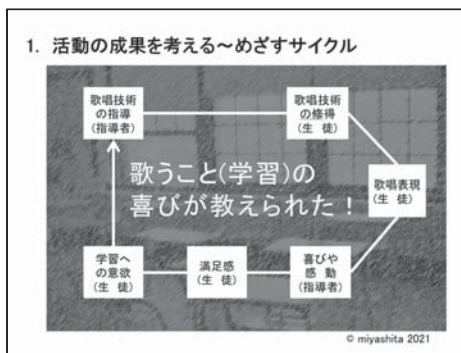 1. 活動の成果を考える～めざすサイクル
歌唱技術
の指導
(指導者)
歌唱技術
の修得
(生 徒)
歌うこと(学習)の
喜びが教えられた！
歌唱表現
(生 徒)
学習へ
の意欲
(生 徒)
満足感
(生 徒)
喜びや
感 動
(指導者)
© miyashita 2021